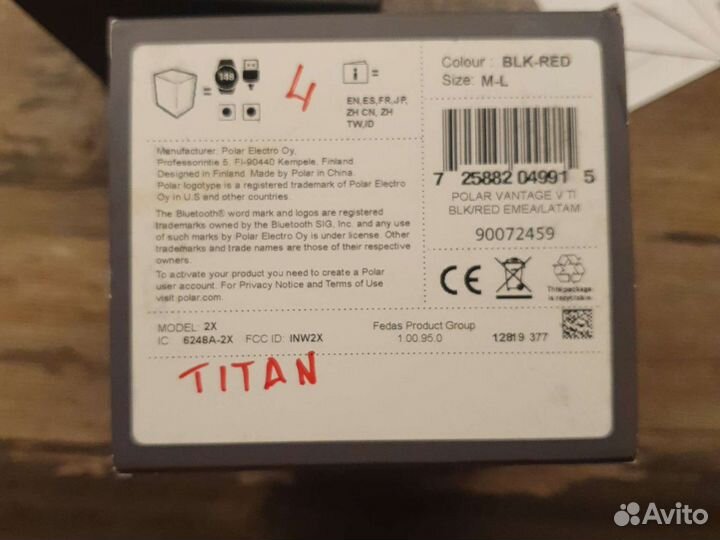 Colour : BLK-RED
Size: M-L
149
4
i
EN,ES,FR,JP,
ZH CN, ZH
TW,ID
Manufacturer: Polar Electro Oy,
Professorintie 5, FI-90440 Kempele, Finland
Designed in Finland. Made by Polar in China.
Polar logotype is a registered trademark of Polar Electro
Oy in U.S and other countries.
The Bluetooth® word mark and logos are registered
trademarks owned by the Bluetooth SIG, Inc. and any use
of such marks by Polar Electro Oy is under license. Other
trademarks and trade names are those of their respective
owners.
To activate your product you need to create a Polar
user account. For Privacy Notice and Terms of Use
visit polar.com.
7 25882 04991 5
POLAR VANTAGE V TI
BLK/RED EMEA/LATAM
90072459
CE
Think package
is recyclable.
MODEL: 2X
IC 6248A-2X FCC ID: INW2X
Fedas Product Group
1.00.95.0
12819 377
TITAN
Avito